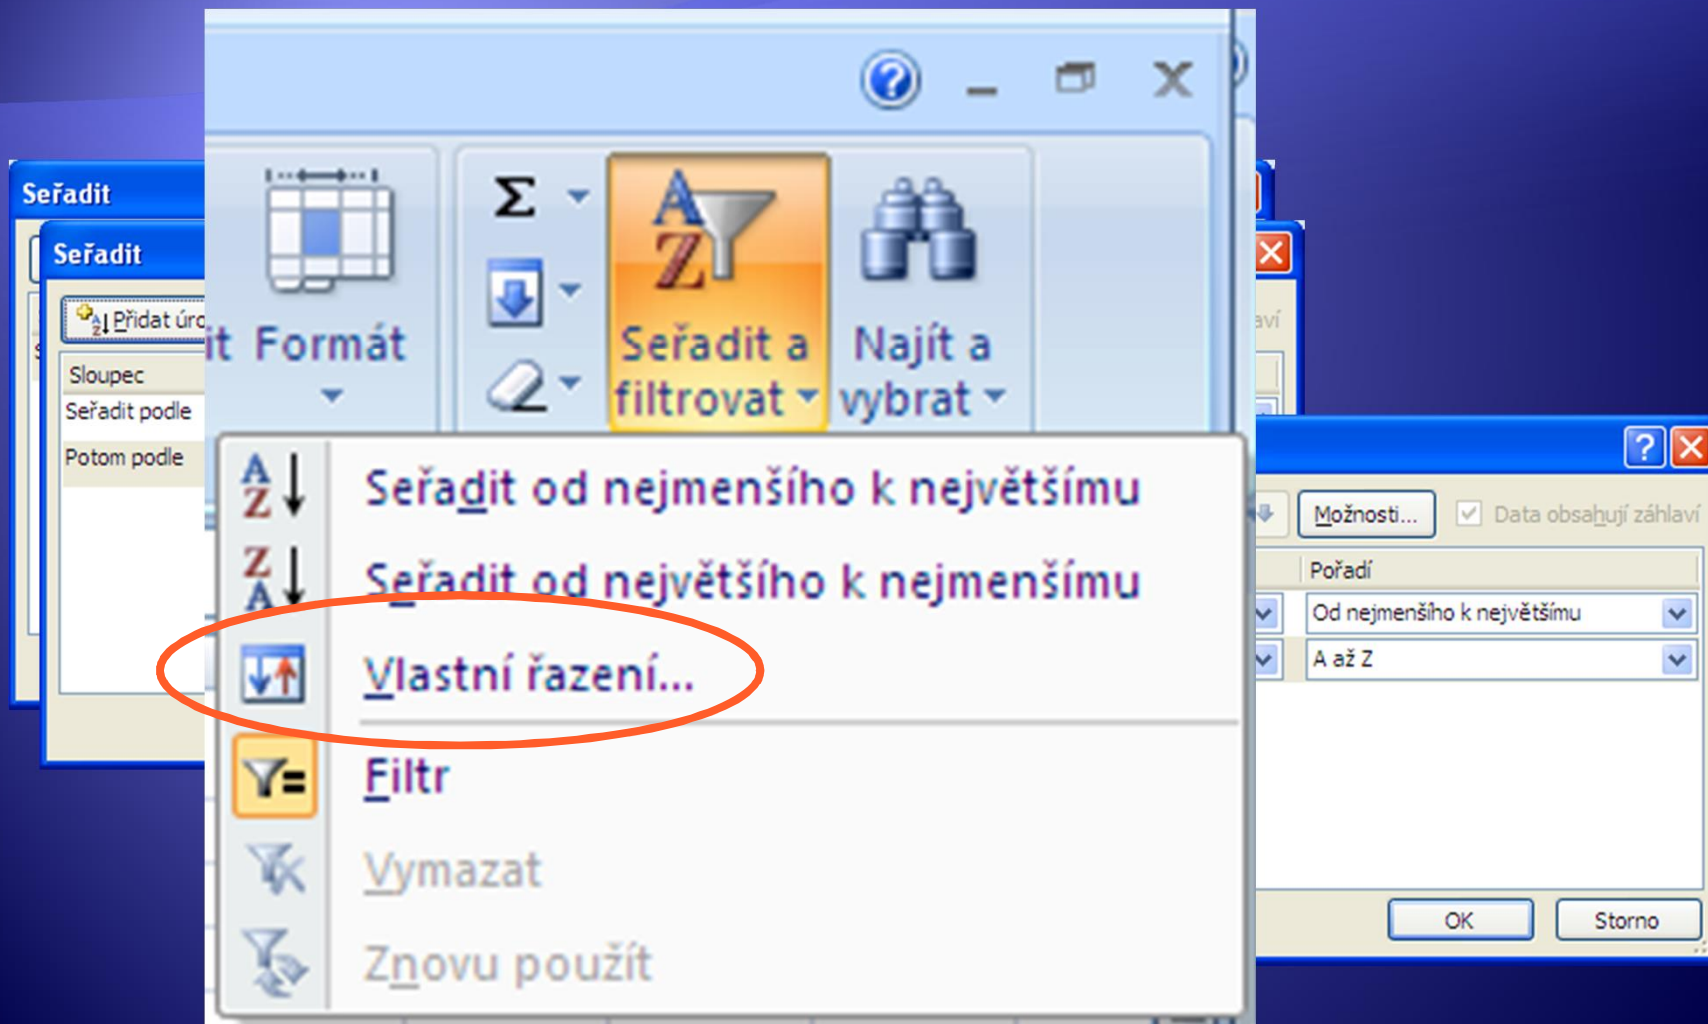 Seřadit
Seřadit
Přidat úro
Sloupec
Seřadit podle
Potom podle
it Formát
Σ
Seřadit a
filtrovat
Najít a
vybrat
Seřadit od nejmenšího k největšímu
Seřadit od největšího k nejmenšímu
Vlastní řazení...
Filtr
Vymazat
Znovu použít
aví
Možnosti...
Data obsahují záhlaví
Pořadí
Od nejmenšího k největšímu
A až Z
OK
Storno